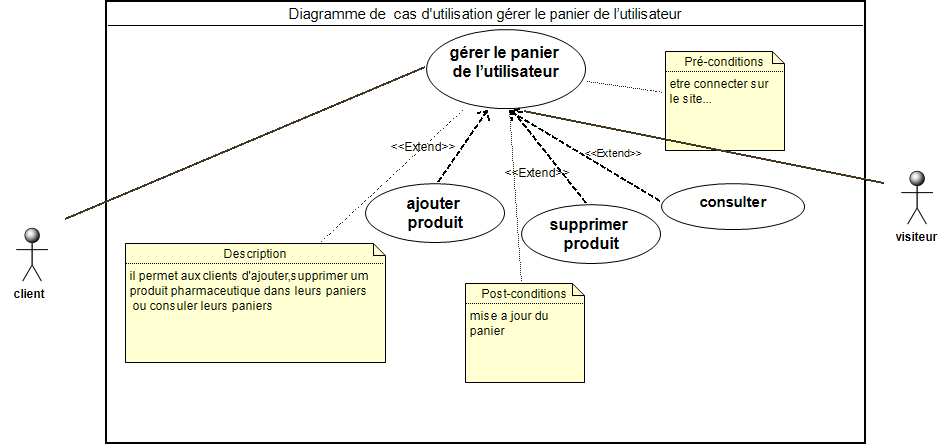 Diagramme de cas d'utilisation gérer le panier de l'utilisateur
gérer le panier
de l'utilisateur
Pré-conditions
etre connecter sur
le site...
<<Extend>>
<<Extend>>
<<Extend>>
ajouter
produit
supprimer
produit
consulter
visiteur
client
Description
il permet aux clients d'ajouter,supprimer um
produit pharmaceutique dans leurs paniers
ou consuler leurs paniers
Post-conditions
mise a jour du
panier